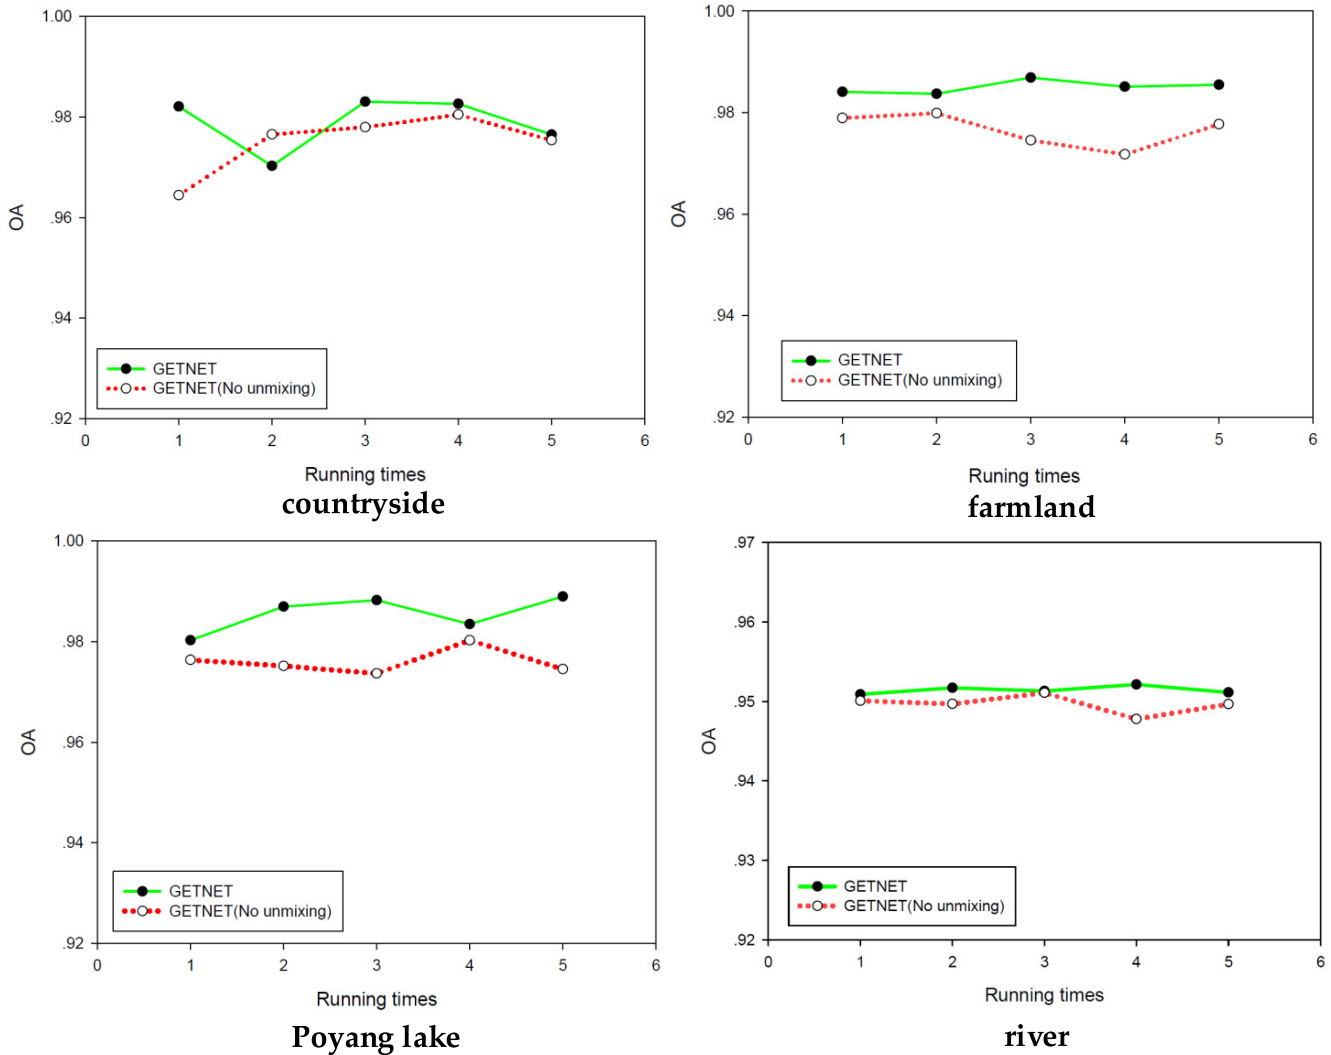 1.00
.98
.96
.94
.92
OA
GETNET
GETNET(No unmixing)
0 1 2 3 4 5 6
Running times
countryside
1.00
.98
.96
.94
.92
OA
GETNET
GETNET(No unmixing)
0 1 2 3 4 5 6
Runing times
farmland
1.00
.98
.96
.94
.92
OA
GETNET
GETNET(No unmixing)
0 1 2 3 4 5 6
Running times
Poyang lake
.97
.96
.95
.94
.93
.92
OA
GETNET
GETNET(No unmixing)
0 1 2 3 4 5 6
Running times
river